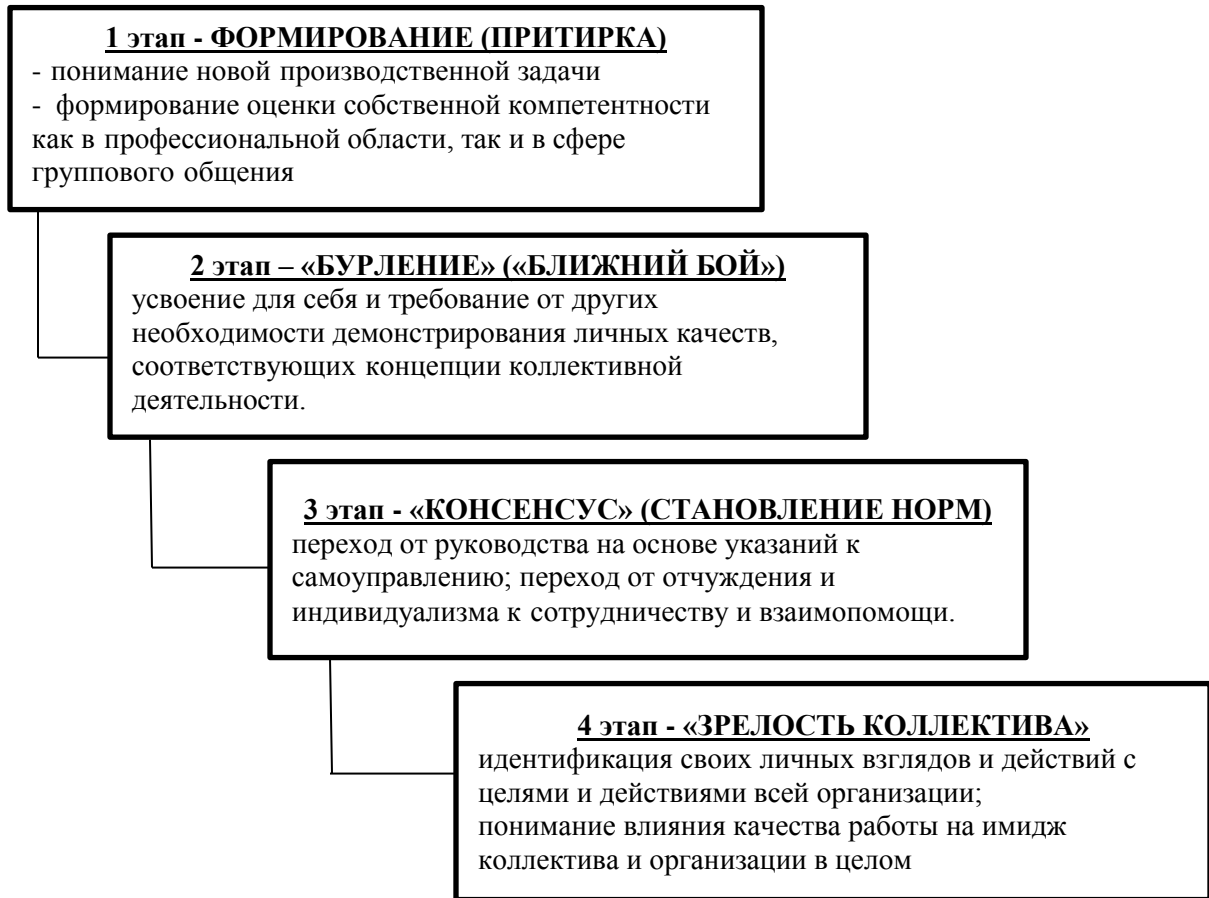 1 этап - ФОРМИРОВАНИЕ (ПРИТИРКА)
- понимание новой производственной задачи
- формирование оценки собственной компетентности
как в профессиональной области, так и в сфере
группового общения
2 этап – «БУРЛЕНИЕ» («БЛИЖНИЙ БОЙ»)
усвоение для себя и требование от других
необходимости демонстрирования личных качеств,
соответствующих концепции коллективной
деятельности.
3 этап - «КОНСЕНСУС» (СТАНОВЛЕНИЕ НОРМ)
переход от руководства на основе указаний к
самоуправлению; переход от отчуждения и
индивидуализма к сотрудничеству и взаимопомощи.
4 этап - «ЗРЕЛОСТЬ КОЛЛЕКТИВА»
идентификация своих личных взглядов и действий с
целями и действиями всей организации;
понимание влияния качества работы на имидж
коллектива и организации в целом